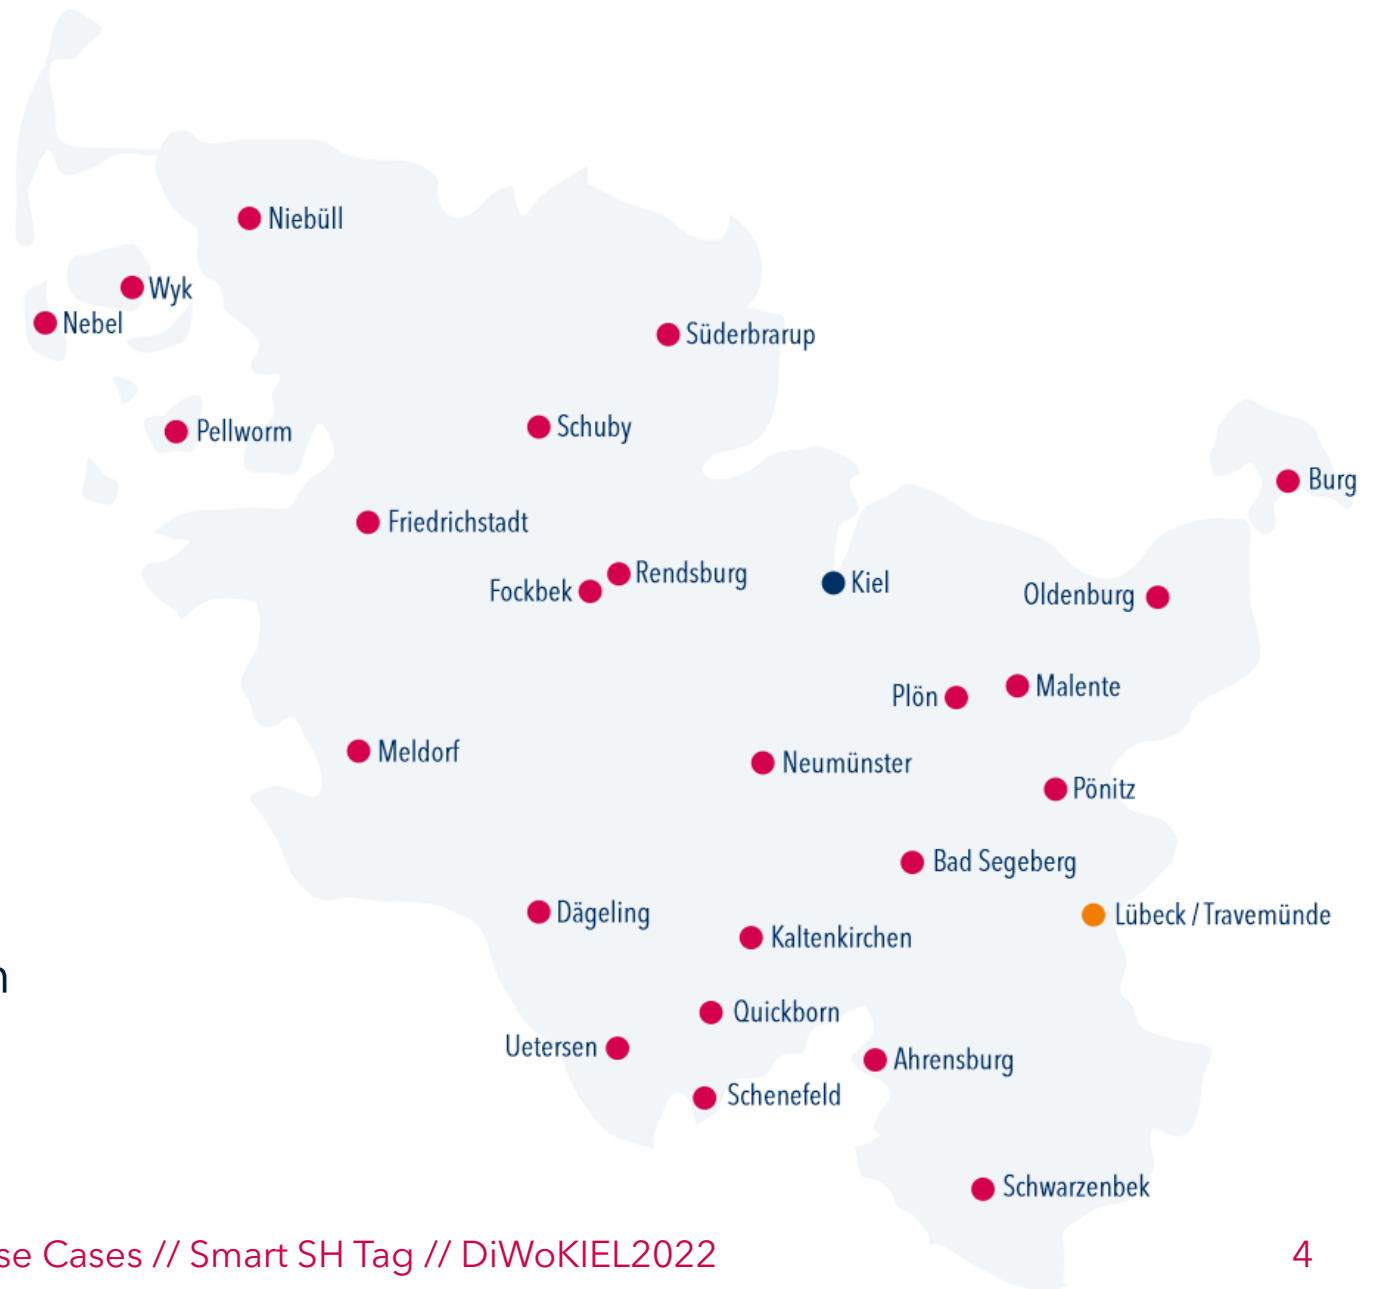 Niebüll
Wyk
Nebel
Süderbrarup
Schuby
Pellworm
Burg
Friedrichstadt
Rendsburg
Fockbek
Kiel
Oldenburg
Malente
Plön
Meldorf
Neumünster
Pönitz
Bad Segeberg
Dägeling
Lübeck / Travemünde
Kaltenkirchen
n
Quickborn
Uetersen
Ahrensburg
Schenefeld
Schwarzenbek
se Cases // Smart SH Tag // DiWoKIEL2022
4